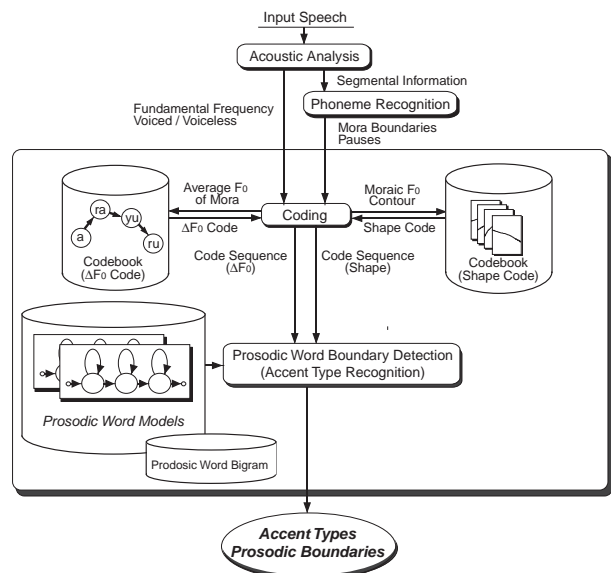 Input Speech
Acoustic Analysis
Segmental Information
Phoneme Recognition
Fundamental Frequency
Voiced / Voiceless
Mora Boundaries
Pauses
Average F0
of Mora
ΔF0 Code
Coding
Moraic F0
Contour
Shape Code
a
ra
yu
ru
Codebook
(ΔF0 Code)
Codebook
(Shape Code)
Code Sequence
(ΔF0)
Code Sequence
(Shape)
Prosodic Word Boundary Detection
(Accent Type Recognition)
Prosodic Word Models
Prodosic Word Bigram
Accent Types
Prosodic Boundaries